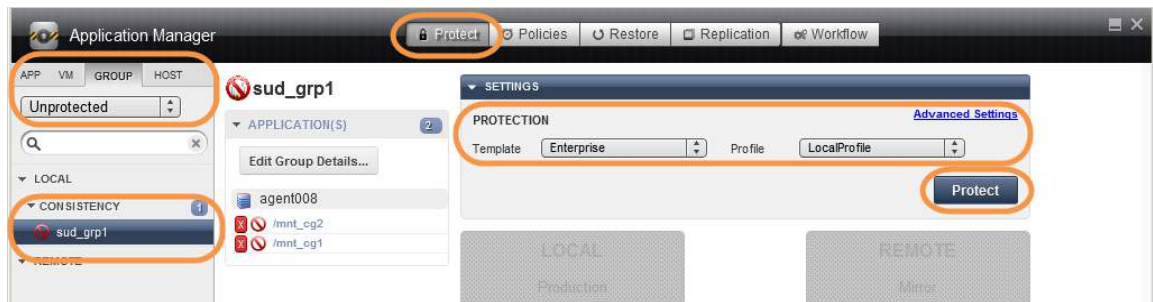 Application Manager
Protect Policies Restore Replication Workflow
APP VM GROUP HOST
Unprotected
LOCAL
CONSISTENCY 1
sud_grp1
REMOTE
sud_grp1
APPLICATION(S) 2
Edit Group Details...
agent008
/mnt_cg2
/mnt_cg1
SETTINGS
PROTECTION Advanced Settings
Template Enterprise Profile LocalProfile
Protect
LOCAL REMOTE
Production Mirror